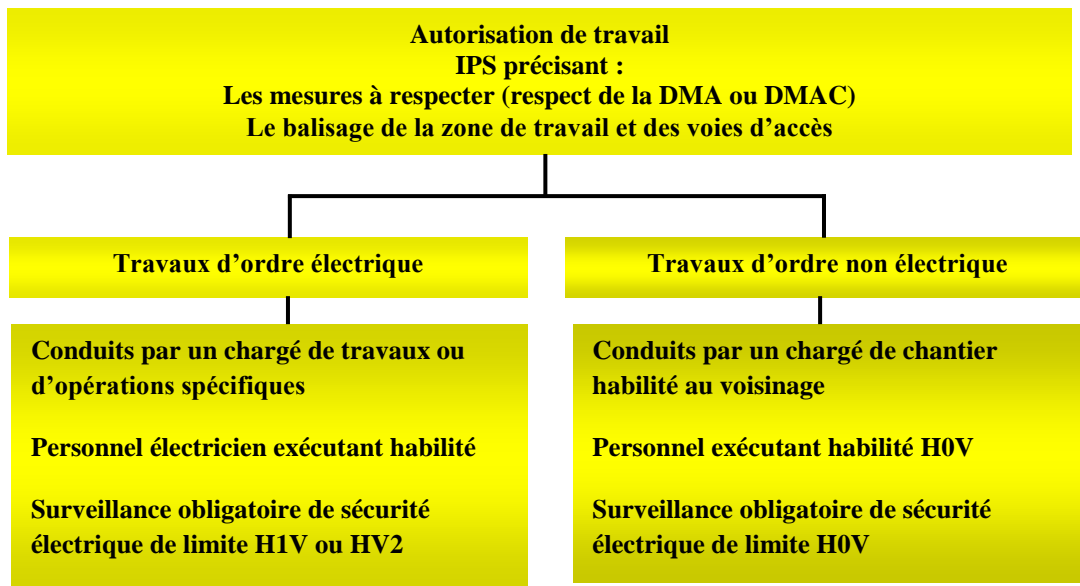 Autorisation de travail
IPS précisant :
Les mesures à respecter (respect de la DMA ou DMAC)
Le balisage de la zone de travail et des voies d’accès
Travaux d’ordre électrique
Travaux d’ordre non électrique
Conduits par un chargé de travaux ou
d’opérations spécifiques
Personnel électricien exécutant habilité
Surveillance obligatoire de sécurité
électrique de limite H1V ou HV2
Conduits par un chargé de chantier
habilité au voisinage
Personnel exécutant habilité H0V
Surveillance obligatoire de sécurité
électrique de limite H0V